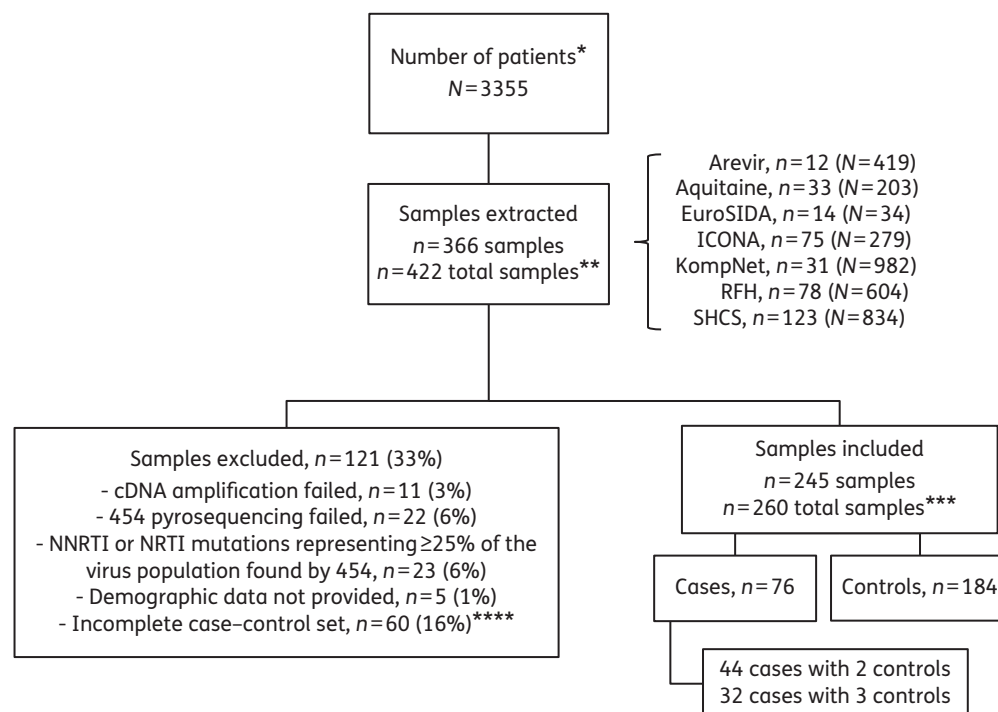 Number of patients*
N=3355
Samples extracted
n=366 samples
n=422 total samples**
Arevir, n=12 (N=419)
Aquitaine, n=33 (N=203)
EuroSIDA, n=14 (N=34)
ICONA, n=75 (N=279)
KompNet, n=31 (N=982)
RFH, n=78 (N=604)
SHCS, n=123 (N=834)
Samples excluded, n=121 (33%)
- cDNA amplification failed, n=11 (3%)
- 454 pyrosequencing failed, n=22 (6%)
- NNRTI or NRTI mutations representing ≥25% of the
virus population found by 454, n=23 (6%)
- Demographic data not provided, n=5 (1%)
- Incomplete case–control set, n=60 (16%)****
Samples included
n=245 samples
n=260 total samples***
Cases, n=76
Controls, n=184
44 cases with 2 controls
32 cases with 3 controls